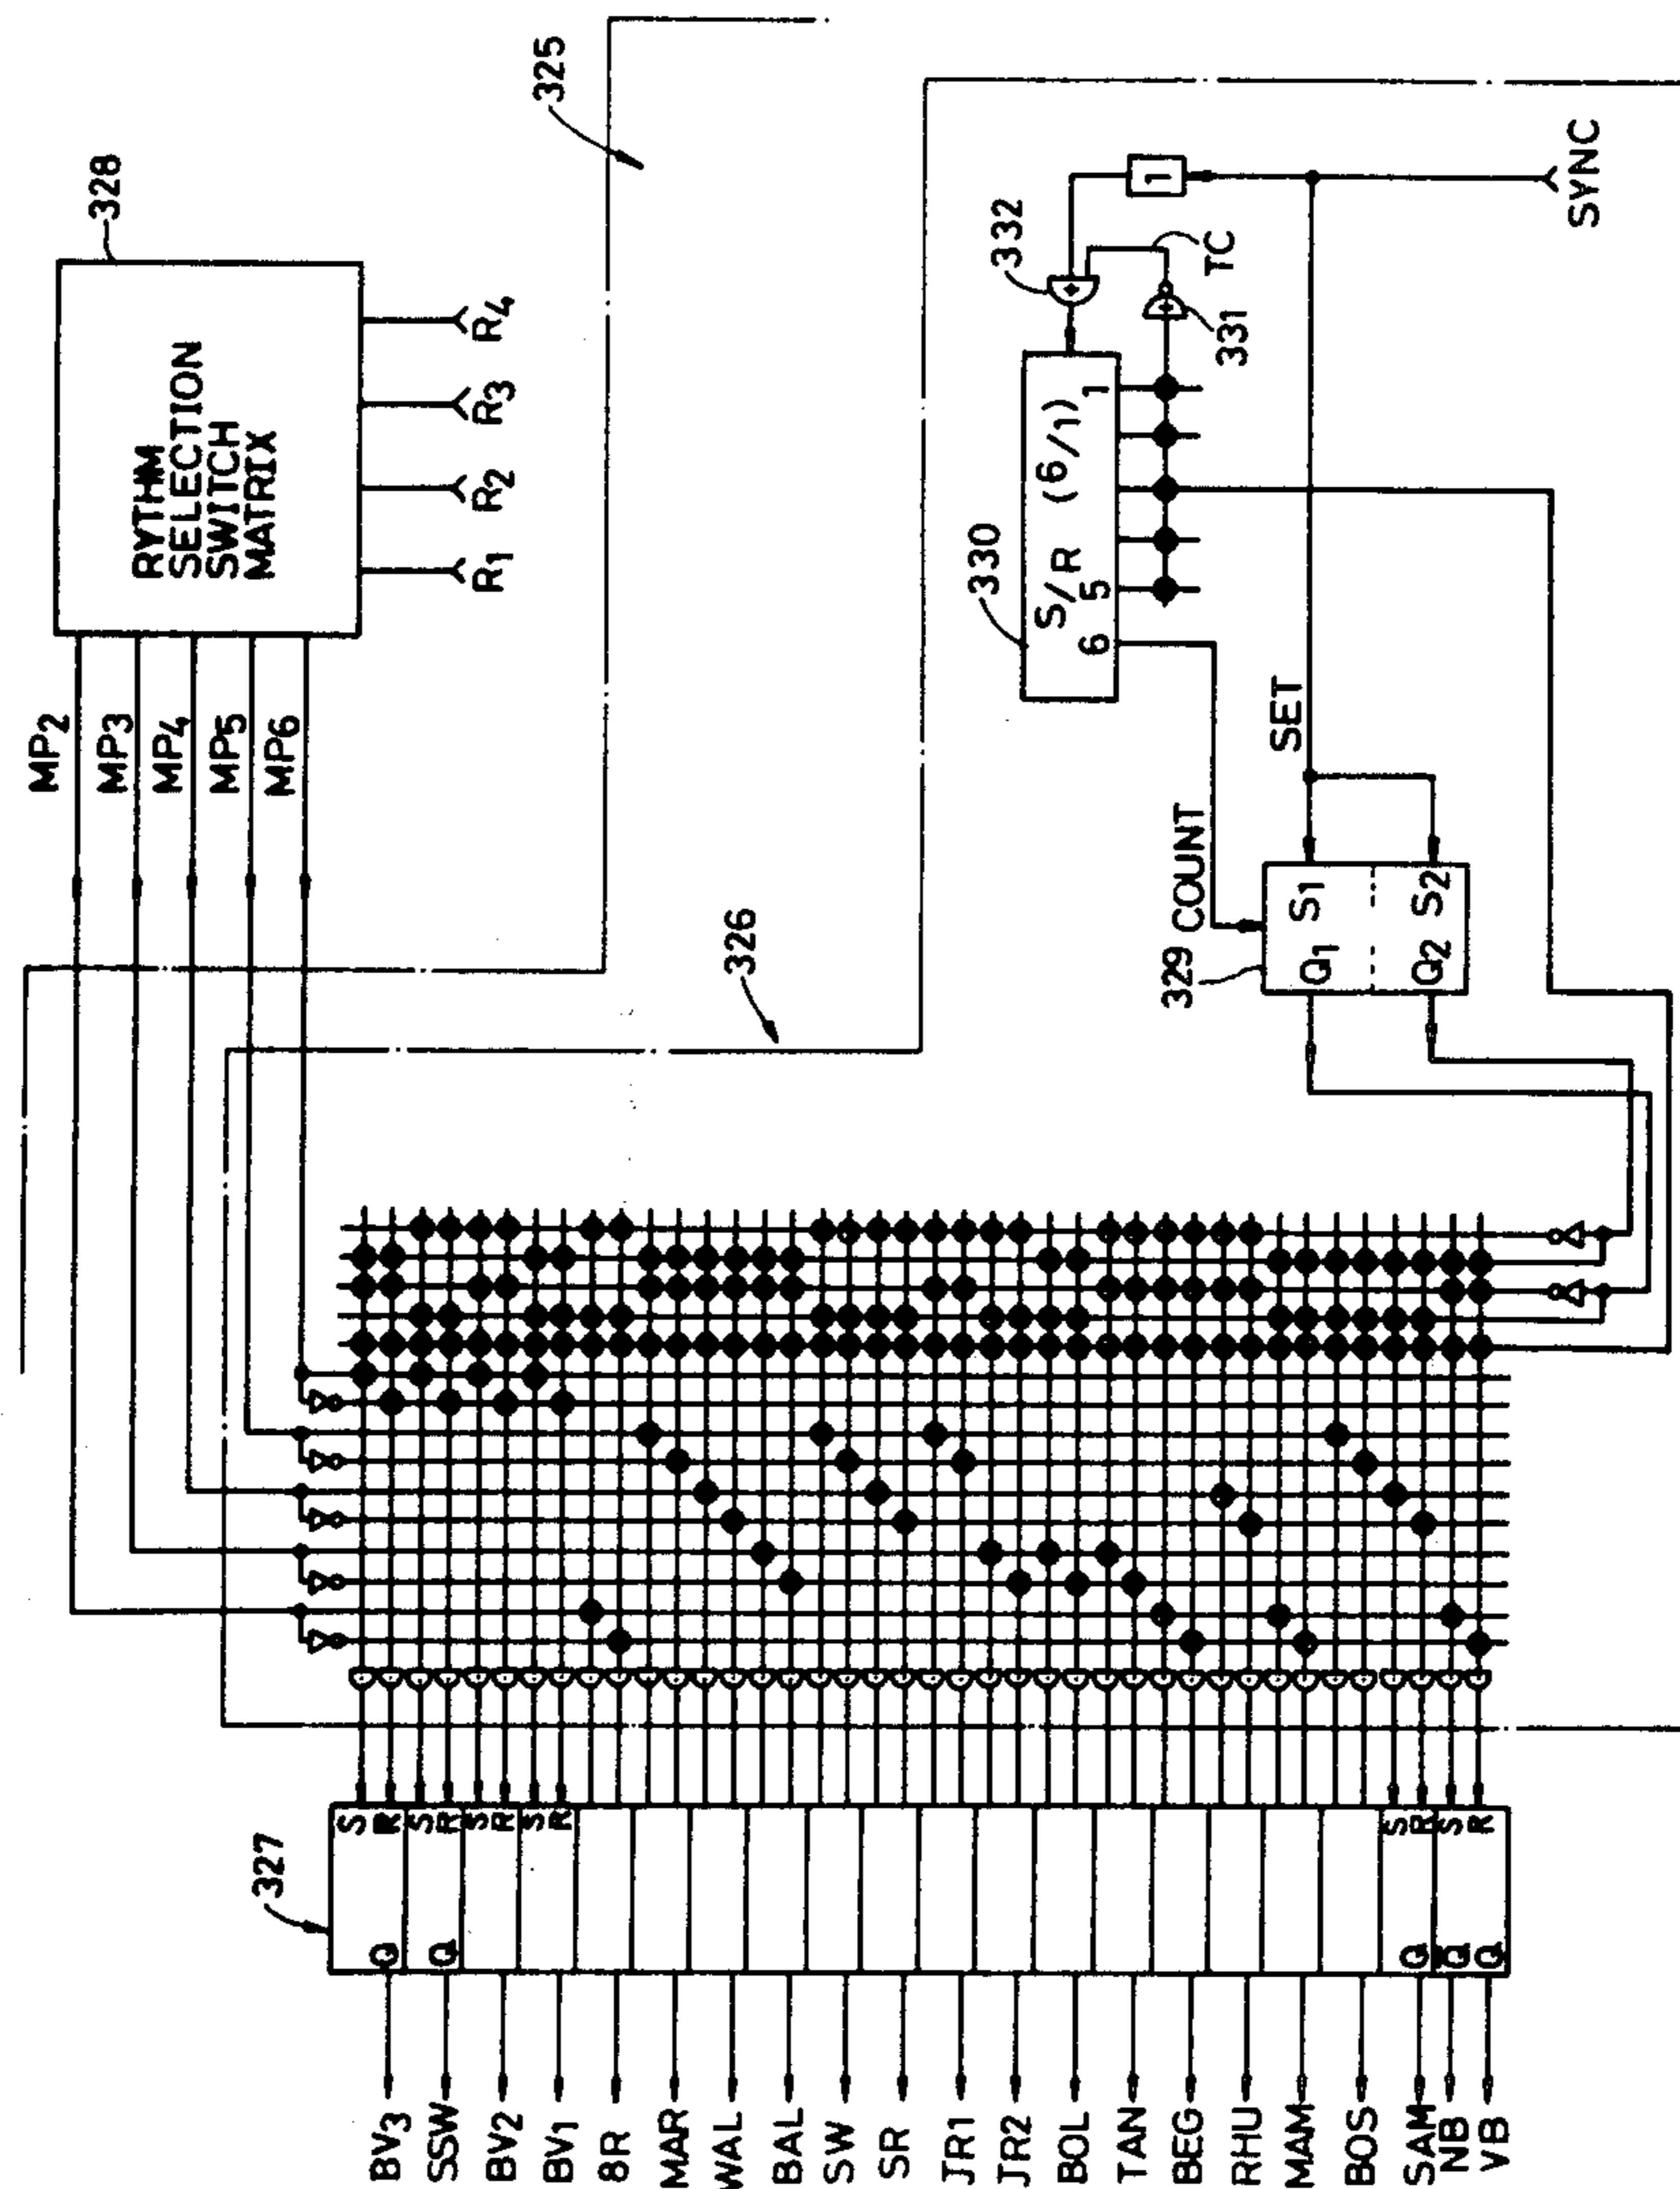 328
RYTHM
SELECTION
SWITCH
MATRIX
R1
R2
R3
R4
325
MP2
MP3
MP4
MP5
MP6
326
SYNC
1
332
TC
331
330
S/R (6/1)
6
5
1
SET
COUNT
329
S1
S2
Q1
Q2
327
S
R
S
R
S
R
S
R
S
R
S
R
Q
Q
Q
Q
Q
BV3
SSW
BV2
BV1
8R
MAR
WAL
BAL
SW
SR
JR1
JR2
BOL
TAN
BEG
RHU
MAM
BOS
SAM
NB
VB